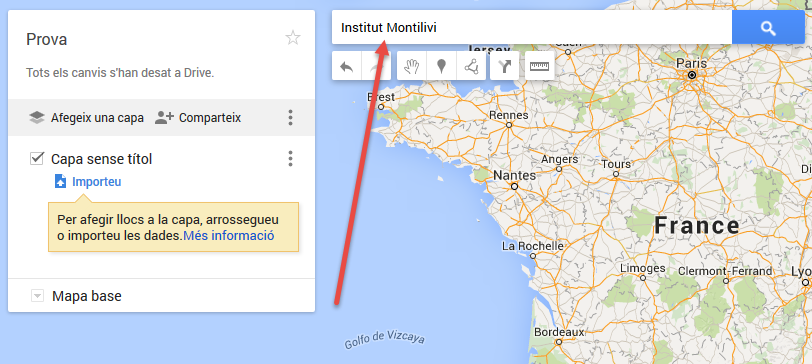 Prova
Tots els canvis s'han desat a Drive.
Afegeix una capa
Comparteix
Capa sense títol
Importeu
Per afegir llocs a la capa, arrossegueu
o importeu les dades.Més informació
Mapa base
Institut Montilivi
Jersey
Caen
Paris
Brest
Rennes
Angers
Tours
Nantes
France
La Rochelle
Limoges
Clermont-Ferrand
Bordeaux
Golfo de Vizcaya